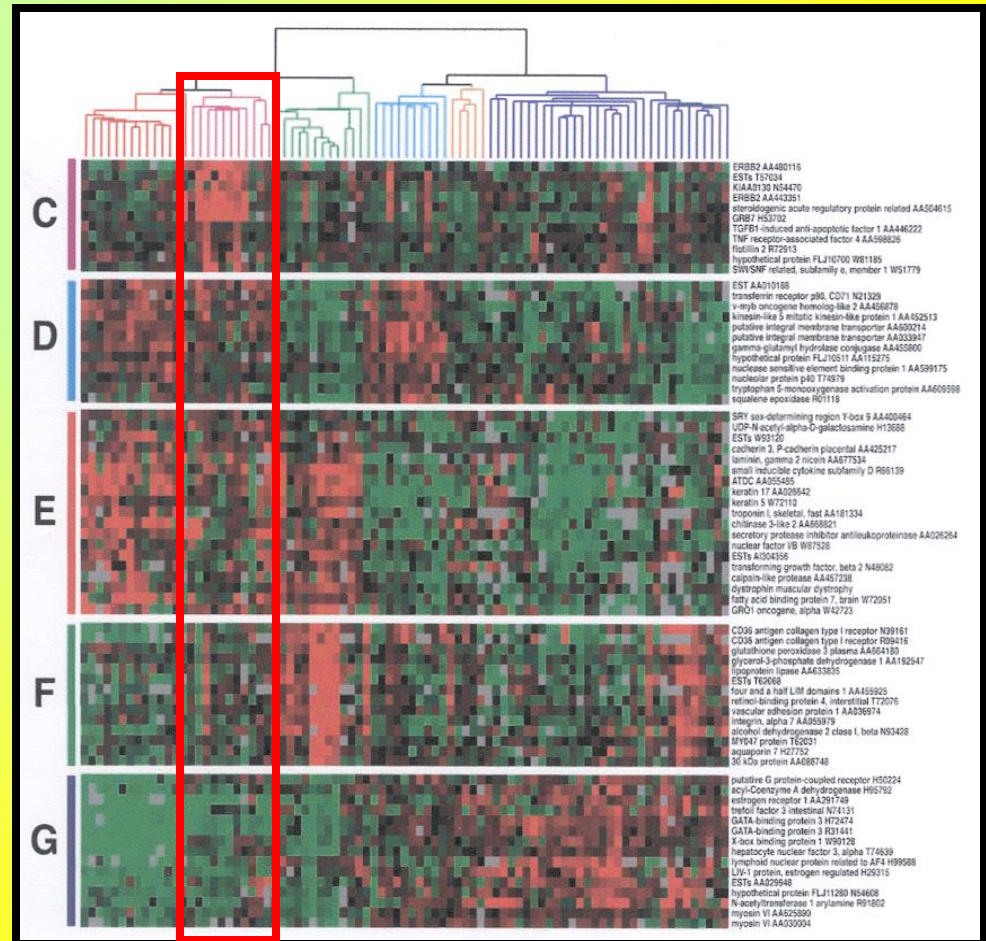 C
ERBB2 AA480116
ESTs T57034
KIAA0130 N54470
ERBB2 AA443351
steroidogenic acute regulatory protein related AA504615
GRB7 H53702
TGFB1-induced anti-apoptotic factor 1 AA446222
TNF receptor-associated factor 4 AA598826
flotillin 2 R72913
hypothetical protein FLJ10700 W81185
SWI/SNF related, subfamily e, member 1 W51779
D
EST AA010188
transferrin receptor p90, CD71 N21329
v-myb oncogene homolog-like 2 AA456878
kinesin-like 5 mitotic kinesin-like protein 1 AA452513
putative integral membrane transporter AA600214
putative integral membrane transporter AA033947
gamma-glutamyl hydrolase conjugase AA455800
hypothetical protein FLJ10511 AA115275
nuclease sensitive element binding protein 1 AA599175
nucleolar protein p40 T74979
tryptophan 5-monooxygenase activation protein AA609598
squalene epoxidase R01118
E
SRY sex-determining region Y-box 9 AA400464
UDP-N-acetyl-alpha-D-galactosamine H13688
ESTs W93120
cadherin 3, P-cadherin placental AA425217
laminin, gamma 2 nicein AA677534
small inducible cytokine subfamily D R66139
ATDC AA055485
keratin 17 AA026642
keratin 5 W72110
troponin I, skeletal, fast AA181334
chitinase 3-like 2 AA668821
secretory protease inhibitor antileukoproteinase AA026264
nuclear factor I/B W87528
ESTs AI304356
transforming growth factor, beta 2 N48082
calpain-like protease AA457238
dystrophin muscular dystrophy
fatty acid binding protein 7, brain W72051
GRO1 oncogene, alpha W42723
F
CD36 antigen collagen type I receptor N39161
CD36 antigen collagen type I receptor R09416
glutathione peroxidase 3 plasma AA664180
glycerol-3-phosphate dehydrogenase 1 AA192547
lipoprotein lipase AA633835
ESTs T62068
four and a half LIM domains 1 AA455925
retinol-binding protein 4, interstitial T72076
vascular adhesion protein 1 AA036974
integrin, alpha 7 AA055979
alcohol dehydrogenase 2 class I, beta N93428
MY047 protein T62031
aquaporin 7 H27752
30 kDa protein AA088748
G
putative G protein-coupled receptor H50224
acyl-Coenzyme A dehydrogenase H95792
estrogen receptor 1 AA291749
trefoil factor 3 intestinal N74131
GATA-binding protein 3 H72474
GATA-binding protein 3 R31441
X-box binding protein 1 W90128
hepatocyte nuclear factor 3, alpha T74639
lymphoid nuclear protein related to AF4 H99588
LIV-1 protein, estrogen regulated H29315
ESTs AA029948
hypothetical protein FLJ11280 N54608
N-acetyltransferase 1 arylamine R91802
myosin VI AA625890
myosin VI AA030004